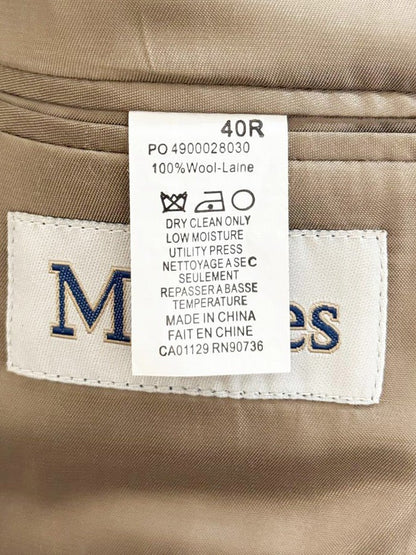 40R
PO 4900028030
100%Wool-Laine
DRY CLEAN ONLY
LOW MOISTURE
UTILITY PRESS
NETTOYAGE A SEC
SEULEMENT
REPASSER A BASSE
TEMPERATURE
MADE IN CHINA
FAIT EN CHINE
CA01129 RN90736